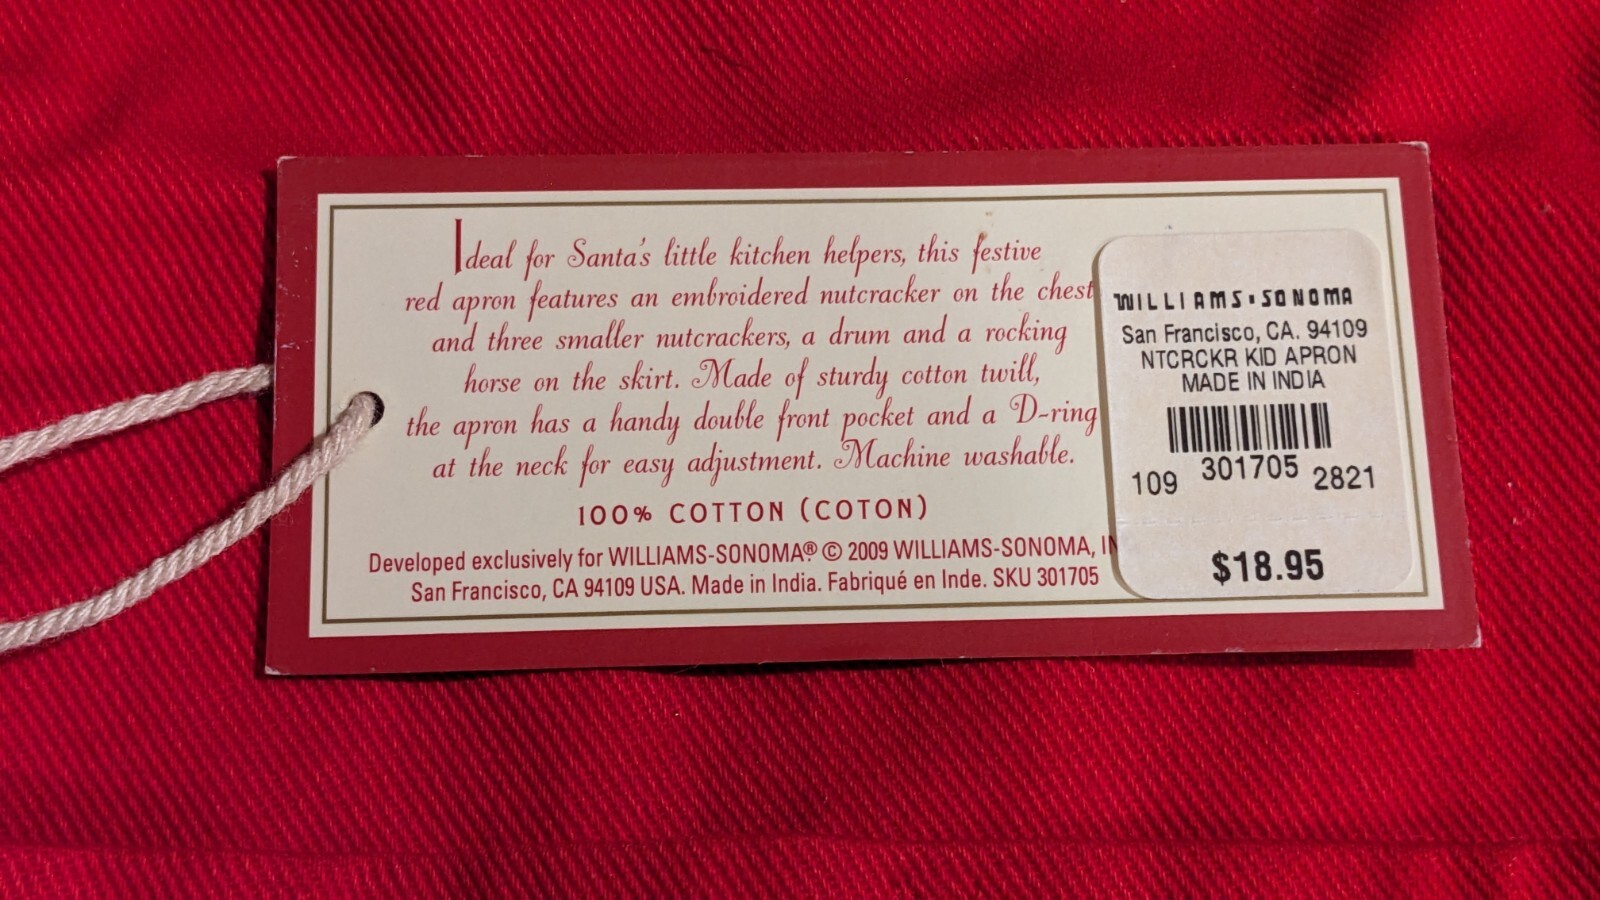 Ideal for Santa's little kitchen helpers, this festive
red apron features an embroidered nutcracker on the chest
and three smaller nutcrackers, a drum and a rocking
horse on the skirt. Made of sturdy cotton twill,
the apron has a handy double front pocket and a D-ring
at the neck for easy adjustment. Machine washable.
100% COTTON (COTON)
Developed exclusively for WILLIAMS-SONOMA® © 2009 WILLIAMS-SONOMA, IN
San Francisco, CA 94109 USA. Made in India. Fabriqué en Inde. SKU 301705
WILLIAMS·SONOMA
San Francisco, CA. 94109
NTCRCKR KID APRON
MADE IN INDIA
109 301705 2821
$18.95